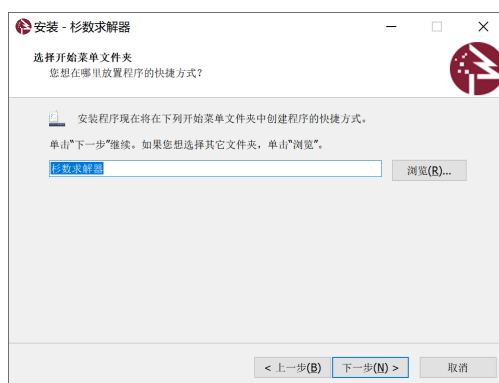 安装 - 杉数求解器
选择开始菜单文件夹
您想在哪里放置程序的快捷方式?
安装程序现在将在下列开始菜单文件夹中创建程序的快捷方式。
单击“下一步”继续。如果您想选择其它文件夹，单击“浏览”。
杉数求解器
浏览(R)...
< 上一步(B)
下一步(N) >
取消